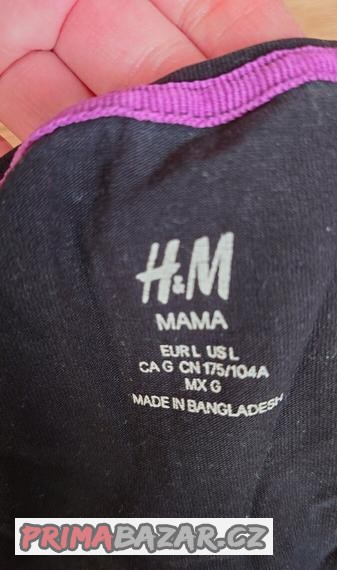 H&M
MAMA
EUR L US L
CA G CN 175/104A
MX G
MADE IN BANGLADESH
PRIMABAZAR.CZ